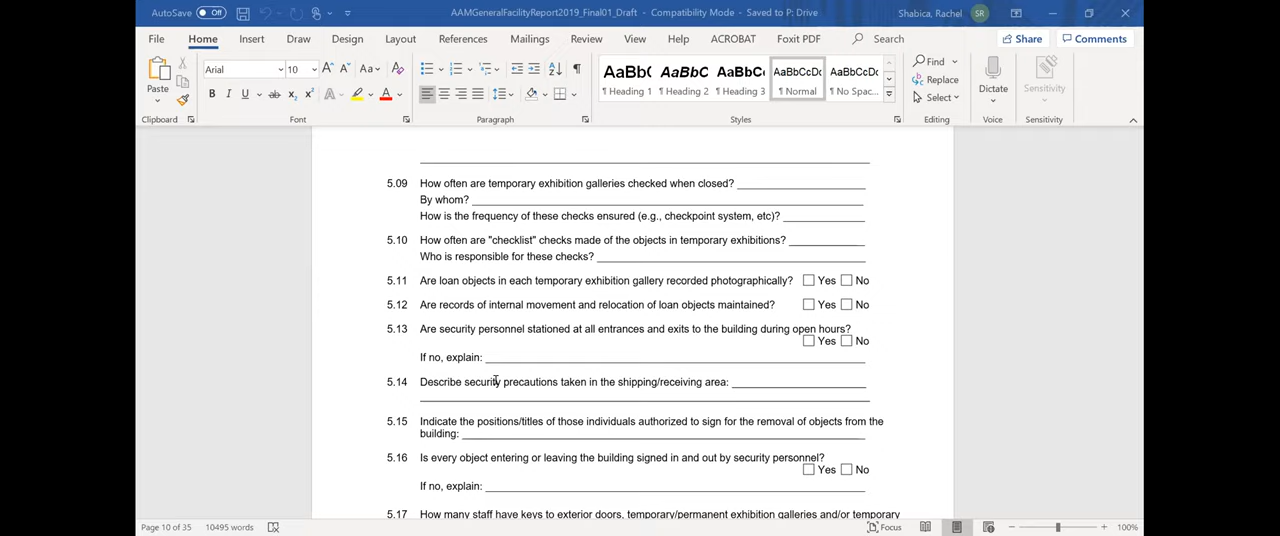 AutoSave Off AAMGeneralFacilityReport2019_Final01_Draft - Compatibility Mode - Saved to P: Drive Shabica, Rachel SR
File Home Insert Draw Design Layout References Mailings Review View Help ACROBAT Foxit PDF Search Share Comments
Paste
Arial 10 A A Aa A
B I U ab x₂ x² A A
AaBb( AaBbC AaBbC( AaBbCcDc AaBbCcDc
¶ Heading 1 ¶ Heading 2 ¶ Heading 3 ¶ Normal ¶ No Spac...
Find
Replace
Select
Dictate Sensitivity
Clipboard Font Paragraph Styles Editing Voice Sensitivity
5.09 How often are temporary exhibition galleries checked when closed?
By whom?
How is the frequency of these checks ensured (e.g., checkpoint system, etc)?
5.10 How often are "checklist" checks made of the objects in temporary exhibitions?
Who is responsible for these checks?
5.11 Are loan objects in each temporary exhibition gallery recorded photographically? Yes No
5.12 Are records of internal movement and relocation of loan objects maintained? Yes No
5.13 Are security personnel stationed at all entrances and exits to the building during open hours?
Yes No
If no, explain:
5.14 Describe security precautions taken in the shipping/receiving area:
5.15 Indicate the positions/titles of those individuals authorized to sign for the removal of objects from the
building:
5.16 Is every object entering or leaving the building signed in and out by security personnel?
Yes No
If no, explain:
5.17 How many staff have keys to exterior doors, temporary/permanent exhibition galleries and/or temporary
Page 10 of 35 10495 words Focus 100%